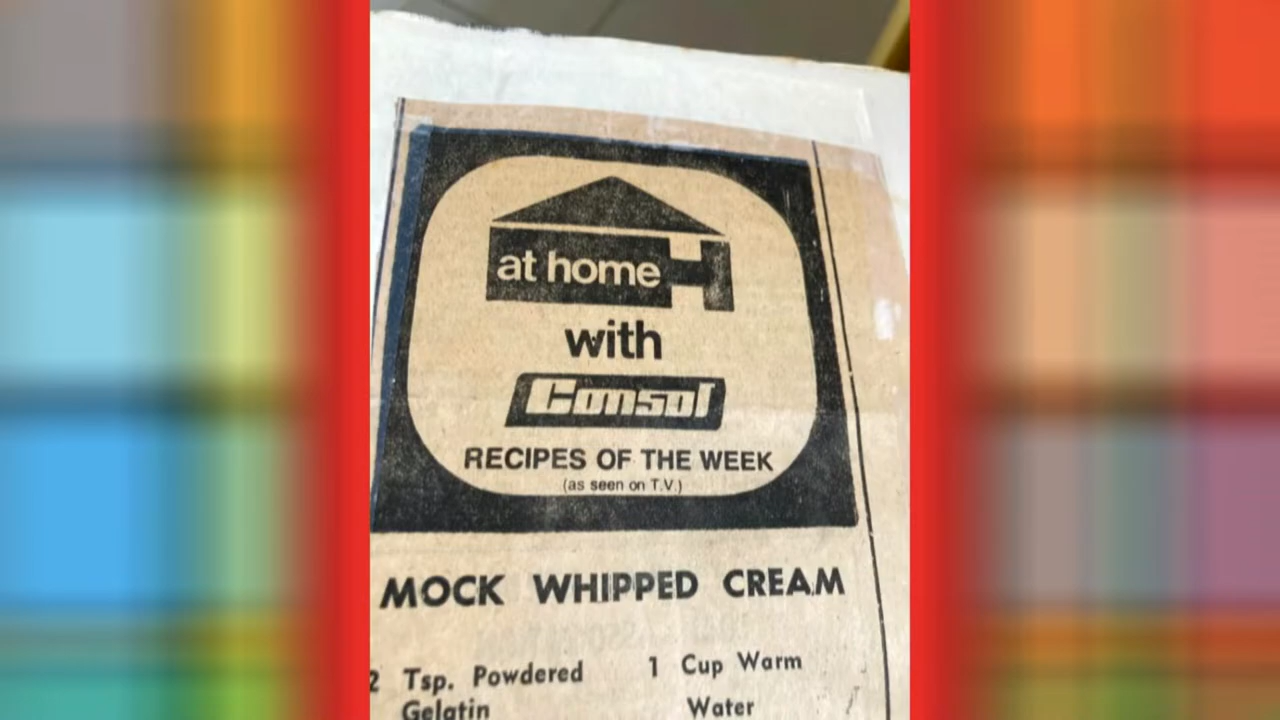 at home
with
Consol
RECIPES OF THE WEEK
(as seen on T.V.)
MOCK WHIPPED CREAM
2 Tsp. Powdered
Gelatin
1 Cup Warm
Water